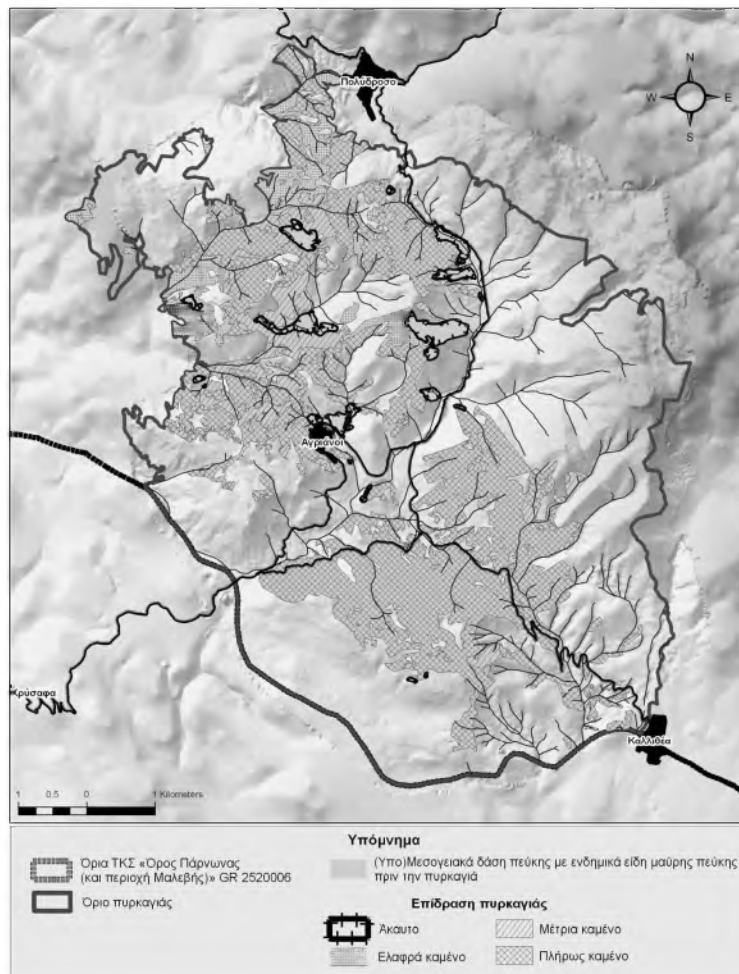 Πολύδροσο
N
W E
S
Αγριάνοι
Χρύσαφα
Καλλιθέα
1 0.5 0 1 Kilometers
Υπόμνημα
Όρια ΤΚΣ «Όρος Πάρνωνας
(και περιοχή Μαλεβής)» GR 2520006
(Υπο)Μεσογειακά δάση πεύκης με ενδημικά είδη μαύρης πεύκης
πριν την πυρκαγιά
Όριο πυρκαγιάς
Επίδραση πυρκαγιάς
Άκαυτο
Μέτρια καμένο
Ελαφρά καμένο
Πλήρως καμένο